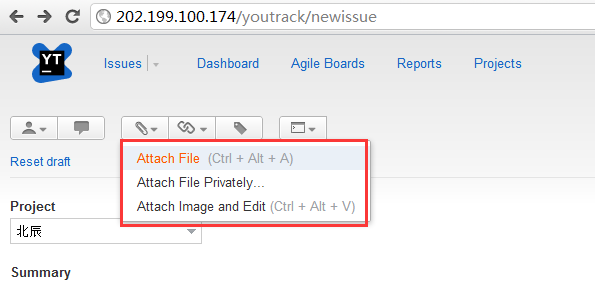 202.199.100.174/youtrack/newissue
YT
Issues Dashboard Agile Boards Reports Projects
Reset draft
Attach File (Ctrl + Alt + A)
Attach File Privately...
Attach Image and Edit (Ctrl + Alt + V)
Project
北辰
Summary